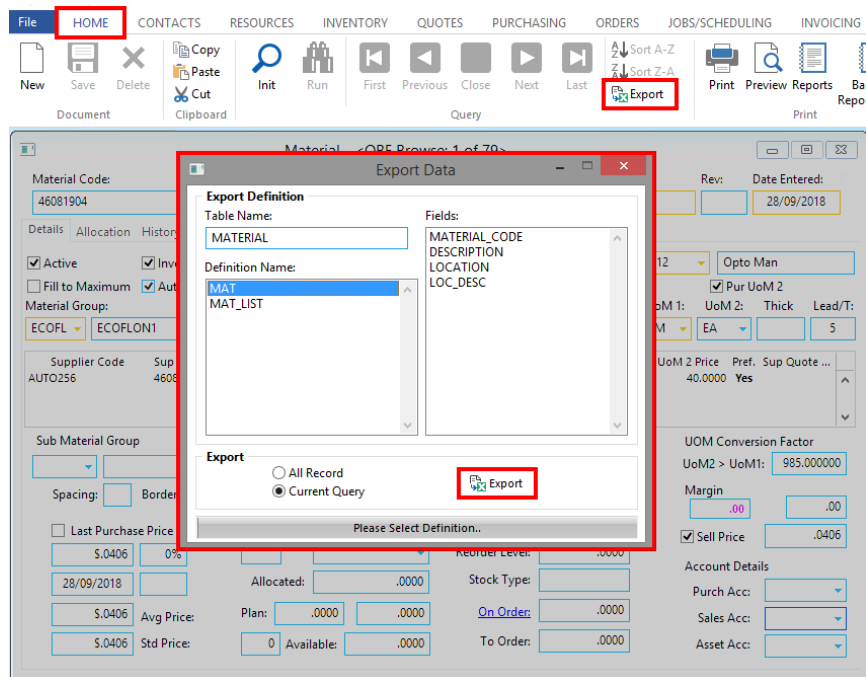 File HOME CONTACTS RESOURCES INVENTORY QUOTES PURCHASING ORDERS JOBS/SCHEDULING INVOICING
New Save Delete Copy Paste Cut Init Run First Previous Close Next Last Sort A-Z Sort Z-A Export Print Preview Reports
Document Clipboard Query Print
Material <QBE Browse: 1 of 79>
Export Data
Material Code: Rev: Date Entered:
46081904 28/09/2018
Export Definition
Table Name: Fields:
MATERIAL
MATERIAL_CODE
DESCRIPTION
LOCATION
LOC_DESC
Definition Name:
MAT
MAT_LIST
Details Allocation History
Active
12 Opto Man
Fill to Maximum Pur UoM 2
Material Group: UoM 2: Thick Lead/T:
ECOFL ECOFLON1 EA 5
Supplier Code Sup UoM 2 Price Pref. Sup Quote ...
AUTO256 4608 40.0000 Yes
Sub Material Group UOM Conversion Factor
UoM2 > UoM1: 985.000000
Export
All Record
Current Query
Export
Please Select Definition..
Spacing: Border Margin
.00 .00
Last Purchase Price Sell Price .0406
$.0406 0% Reorder Level: .0000
Account Details
28/09/2018 Allocated: .0000 Stock Type: Purch Acc:
$.0406 Avg Price: Plan: .0000 .0000 On Order: .0000 Sales Acc:
$.0406 Std Price: 0 Available: .0000 To Order: .0000 Asset Acc: